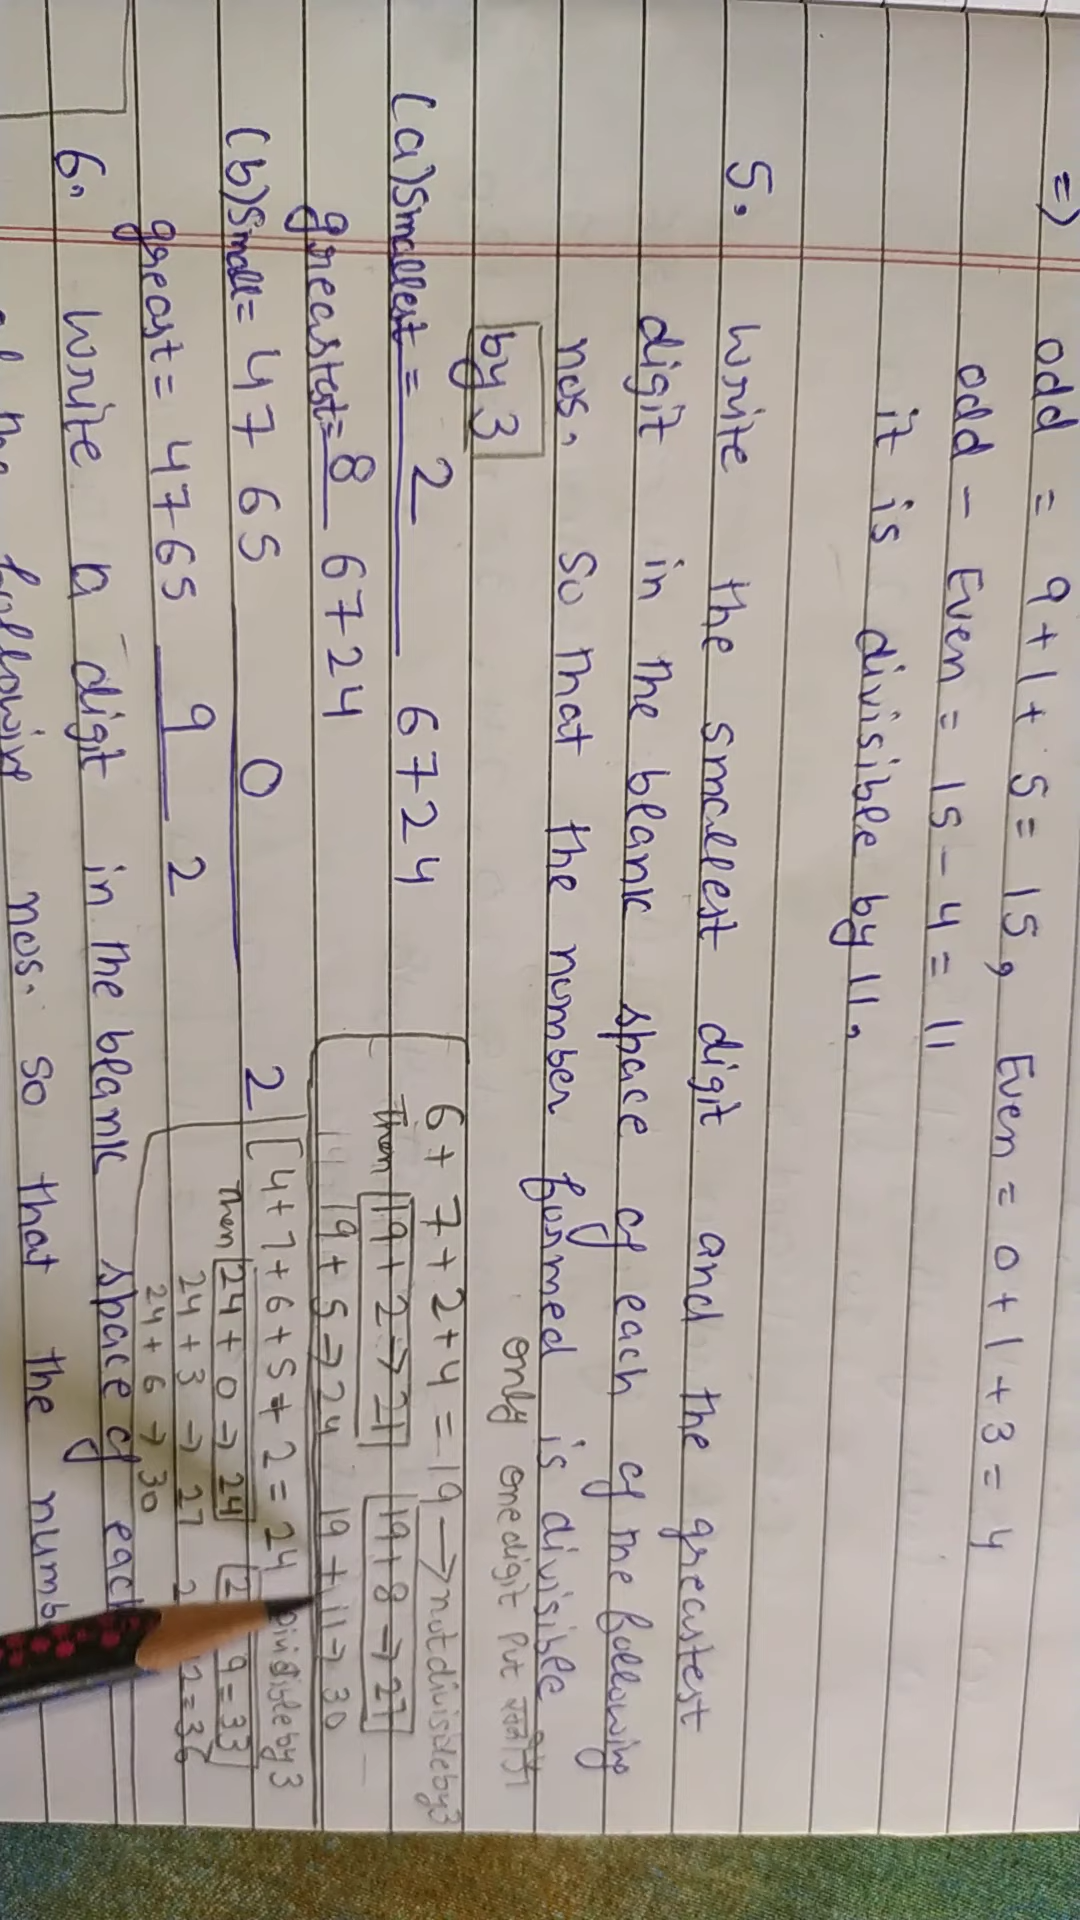 =) odd = 9+1+5= 15, Even = 0+1+3= 4
odd - Even = 15-4 = 11
it is divisible by 11,
5. write the smallest digit and the greatest
digit in the blank space of each of the following
nos. so that the number formed is divisible
by 3 only one digit put
6+7+2+4 = 19 → not divisible by 3
(a) Smallest = 2 6724 Then 19+2→21 19+8→27
greatest= 8 6724 19+5→24 19+11→30
[4+7+6+5+2=24 Divisible by 3
(b) Small= 4765 0 2 Then 24+0→24 9=33
greast = 4765 9 2 24+3→27 12=36
24+6→30
6. write a digit in the blank space of each
following nos. so that the numb